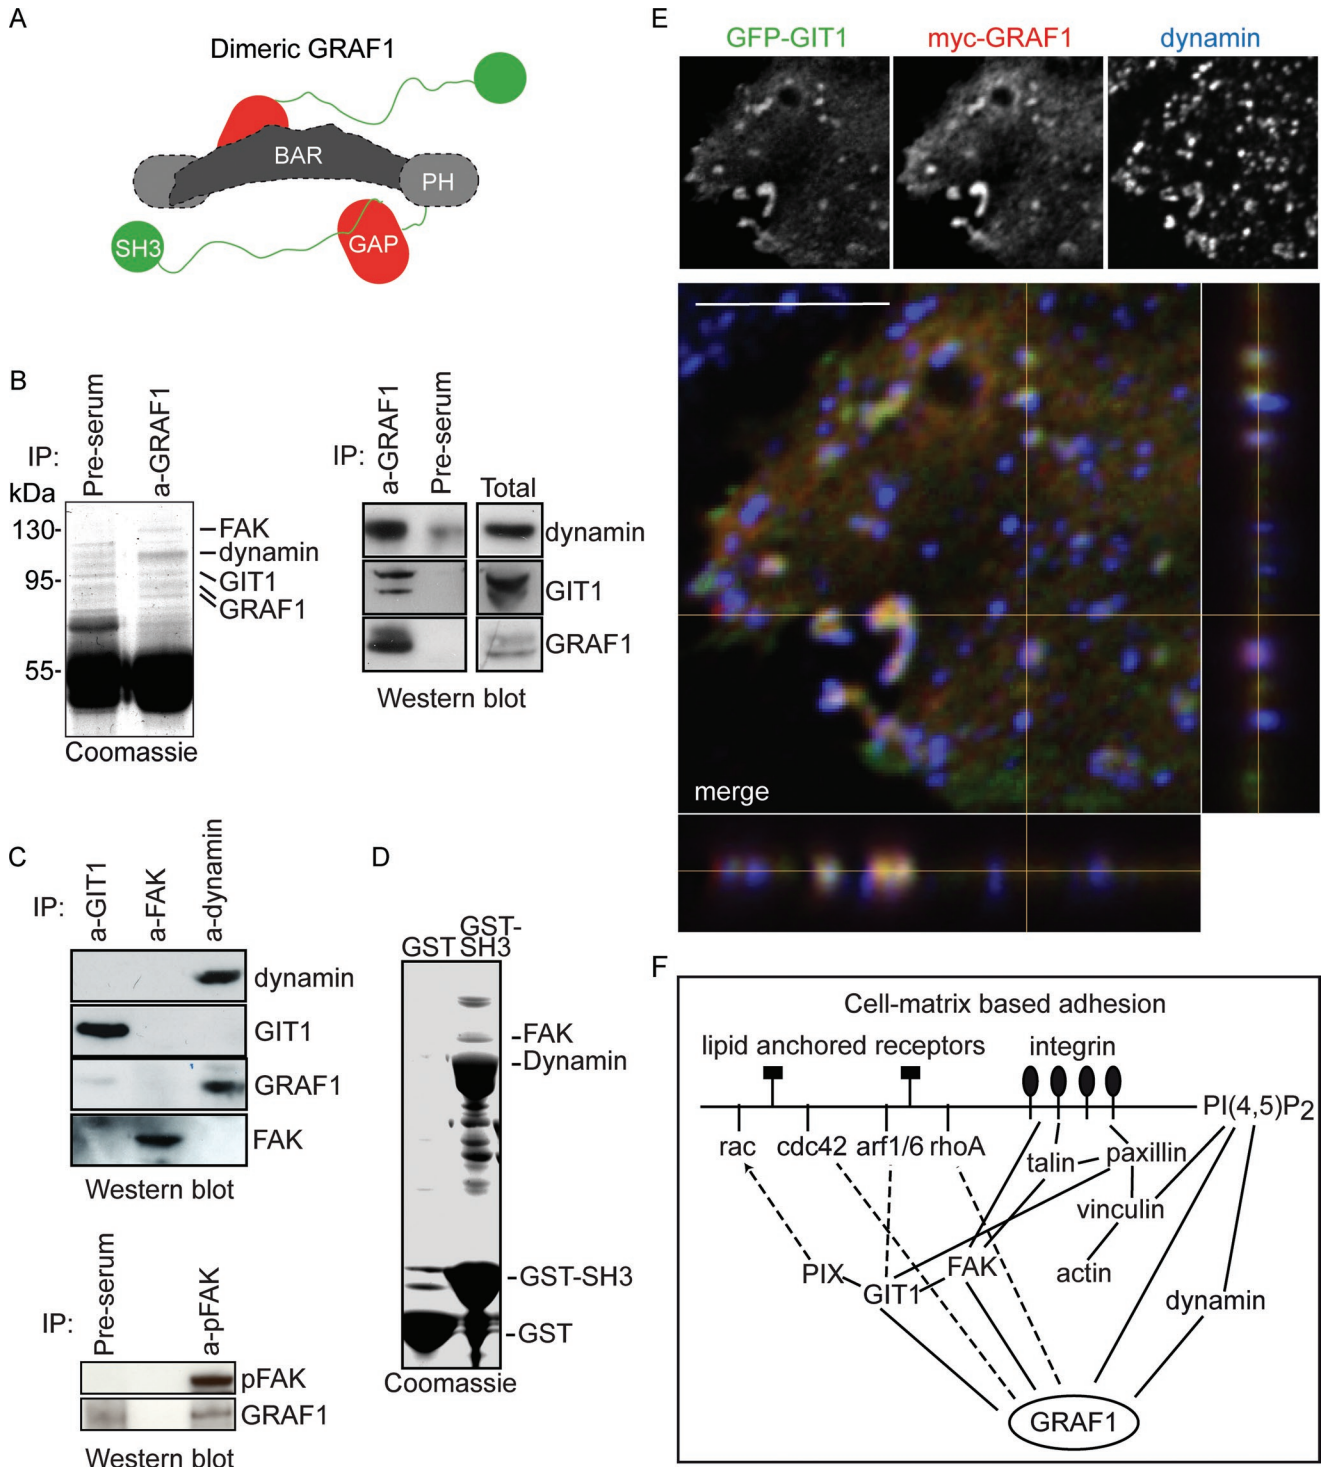 A
Dimeric GRAF1
BAR
PH
SH3
GAP
B
IP:
Pre-serum
a-GRAF1
kDa
130-
95-
55-
FAK
dynamin
GIT1
GRAF1
Coomassie
IP:
a-GRAF1
Pre-serum
Total
dynamin
GIT1
GRAF1
Western blot
C
IP:
a-GIT1
a-FAK
a-dynamin
dynamin
GIT1
GRAF1
FAK
Western blot
IP:
Pre-serum
a-pFAK
pFAK
GRAF1
Western blot
D
GST
GST-
SH3
-FAK
-Dynamin
-GST-SH3
-GST
Coomassie
E
GFP-GIT1
myc-GRAF1
dynamin
merge
F
Cell-matrix based adhesion
lipid anchored receptors
integrin
PI(4,5)P2
rac
cdc42
arf1/6
rhoA
talin
paxillin
vinculin
PIX
GIT1
FAK
actin
dynamin
GRAF1